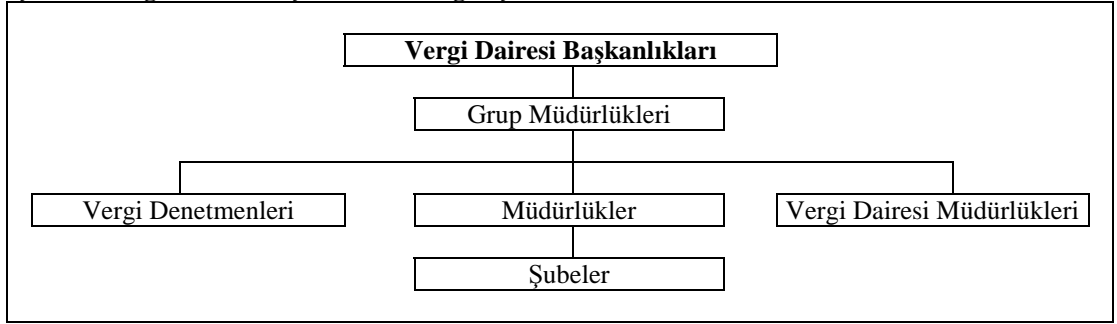 Vergi Dairesi Başkanlıkları
Grup Müdürlükleri
Vergi Denetmenleri
Müdürlükler
Vergi Dairesi Müdürlükleri
Şubeler